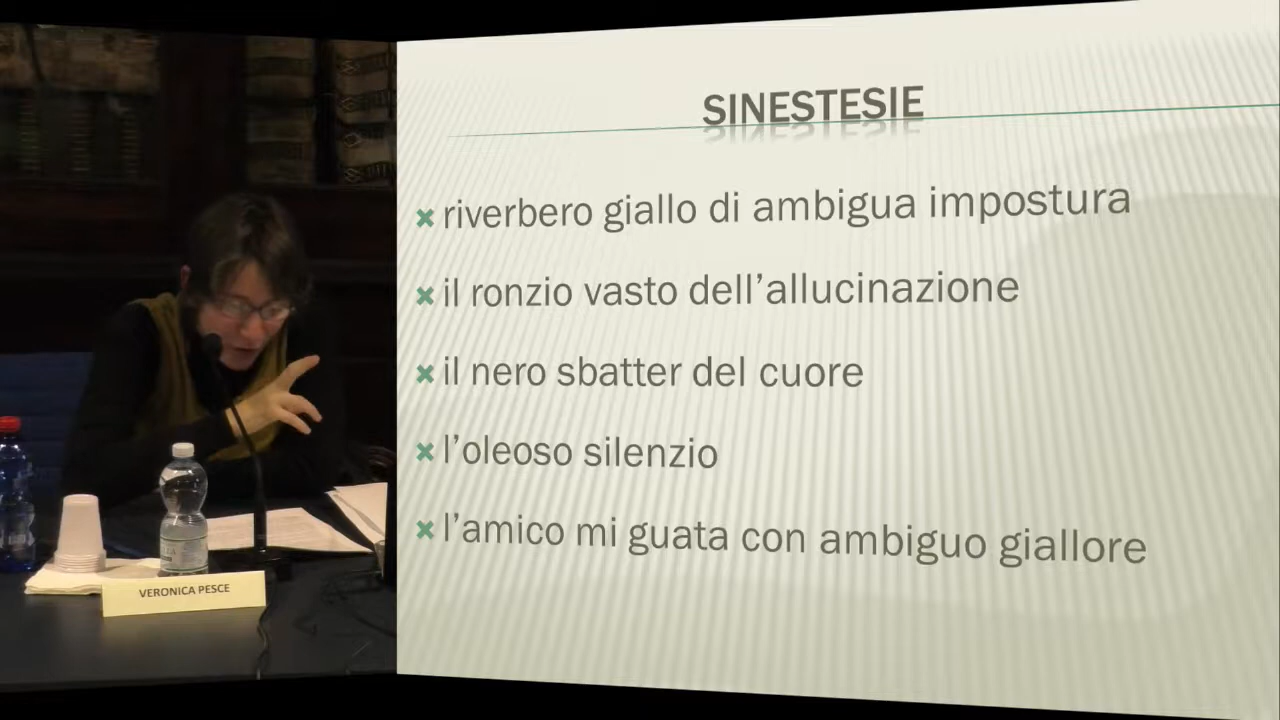 SINESTESIE
riverbero giallo di ambigua impostura
il ronzio vasto dell’allucinazione
il nero sbatter del cuore
l’oleoso silenzio
l’amico mi guata con ambiguo giallore
VERONICA PESCE